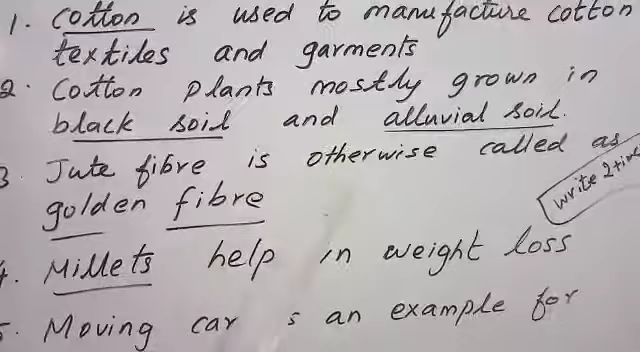 1. Cotton is used to manufacture cotton
textiles and garments
2. Cotton plants mostly grown in
black soil and alluvial soil.
3. Jute fibre is otherwise called as
golden fibre
write 2 time
4. Millets help in weight loss
5. Moving car s an example for